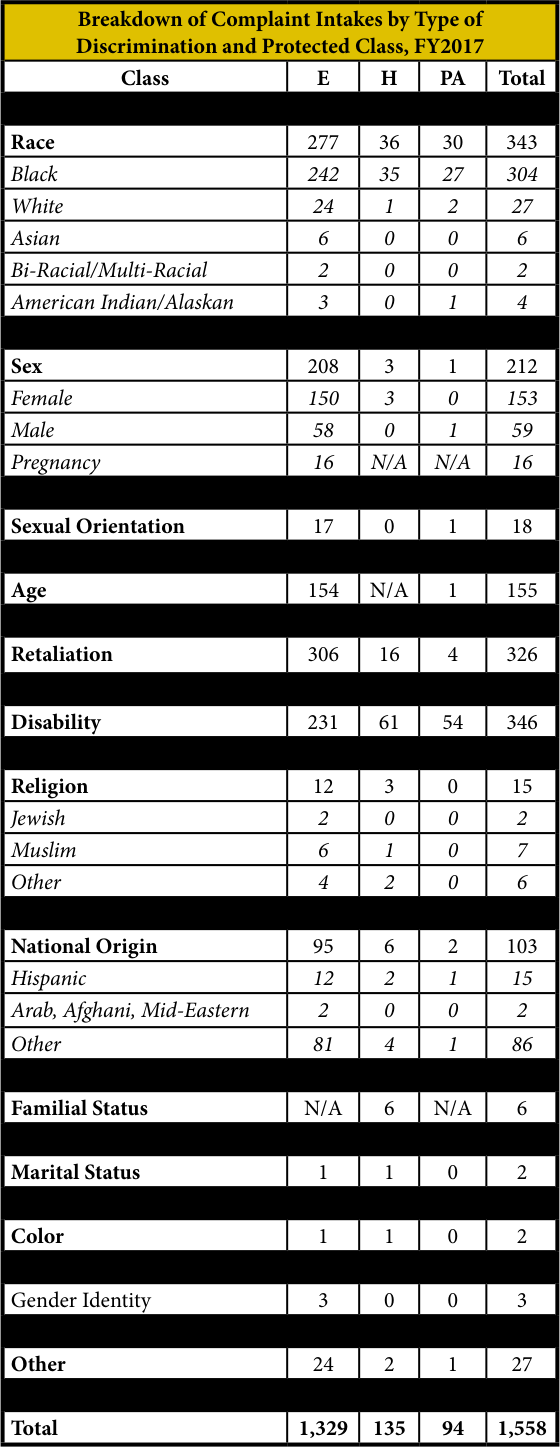 Breakdown of Complaint Intakes by Type of
Discrimination and Protected Class, FY2017
Class E H PA Total
Race 277 36 30 343
Black 242 35 27 304
White 24 1 2 27
Asian 6 0 0 6
Bi-Racial/Multi-Racial 2 0 0 2
American Indian/Alaskan 3 0 1 4
Sex 208 3 1 212
Female 150 3 0 153
Male 58 0 1 59
Pregnancy 16 N/A N/A 16
Sexual Orientation 17 0 1 18
Age 154 N/A 1 155
Retaliation 306 16 4 326
Disability 231 61 54 346
Religion 12 3 0 15
Jewish 2 0 0 2
Muslim 6 1 0 7
Other 4 2 0 6
National Origin 95 6 2 103
Hispanic 12 2 1 15
Arab, Afghani, Mid-Eastern 2 0 0 2
Other 81 4 1 86
Familial Status N/A 6 N/A 6
Marital Status 1 1 0 2
Color 1 1 0 2
Gender Identity 3 0 0 3
Other 24 2 1 27
Total 1,329 135 94 1,558